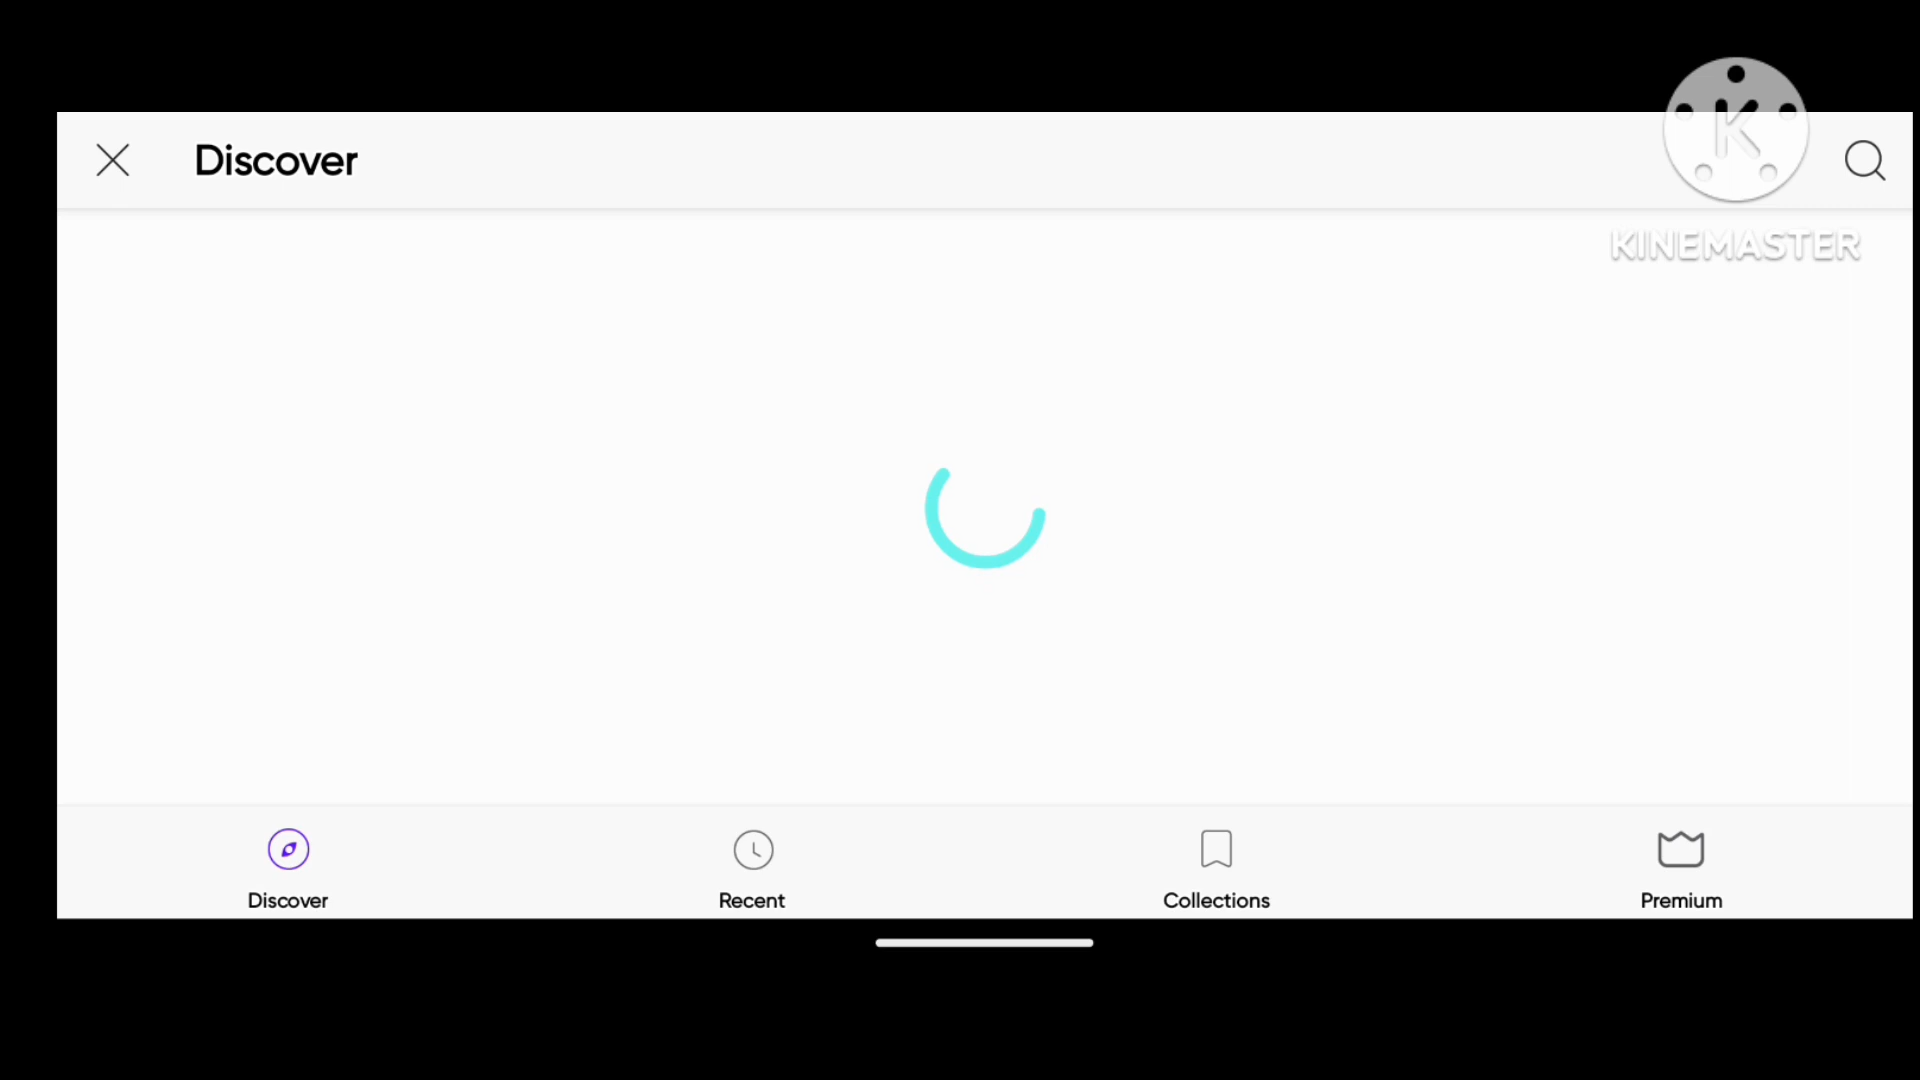 Discover
K
KINEMASTER
Discover
Recent
Collections
Premium